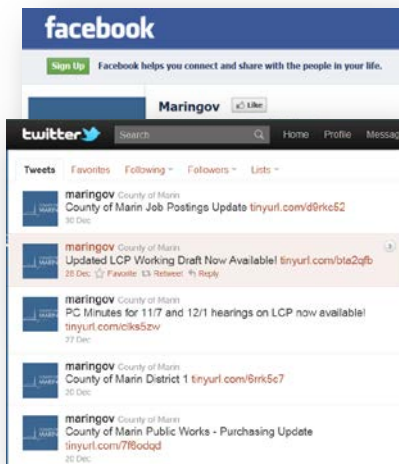 facebook
Sign Up Facebook helps you connect and share with the people in your life.
Maringov Like
twitter Search Home Profile Messag
Tweets Favorites Following Followers Lists
maringov County of Marin
County of Marin Job Postings Update tinyurl.com/d9rkc52
30 Dec
maringov County of Marin
Updated LCP Working Draft Now Available! tinyurl.com/bta2qfb
28 Dec Favorite Retweet Reply
maringov County of Marin
PC Minutes for 11/7 and 12/1 hearings on LCP now available!
tinyurl.com/clks5zw
27 Dec
maringov County of Marin
County of Marin District 1 tinyurl.com/6rrk5c7
20 Dec
maringov County of Marin
County of Marin Public Works - Purchasing Update
tinyurl.com/7f6odqd
20 Dec